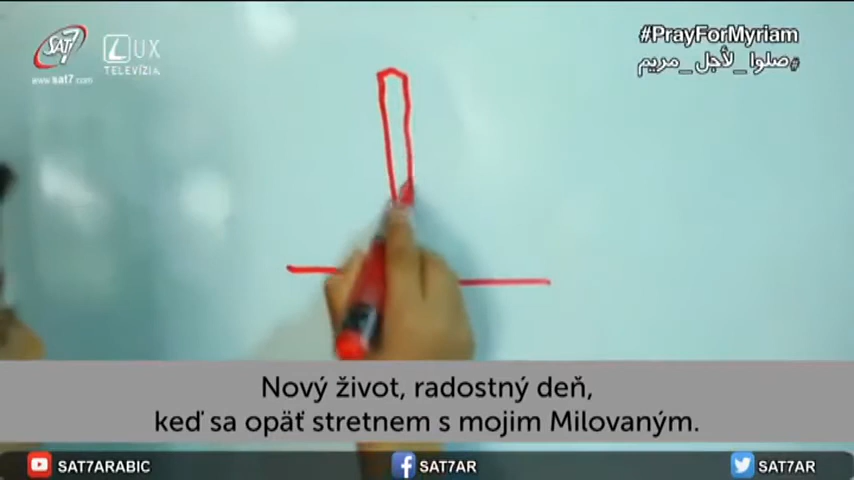 SAT7
www.sat7.com
LUX
TELEVÍZIA
#PrayForMyriam
#صلوا_لأجل_مريم
Nový život, radostný deň,
keď sa opäť stretnem s mojim Milovaným.
SAT7ARABIC
SAT7AR
SAT7AR